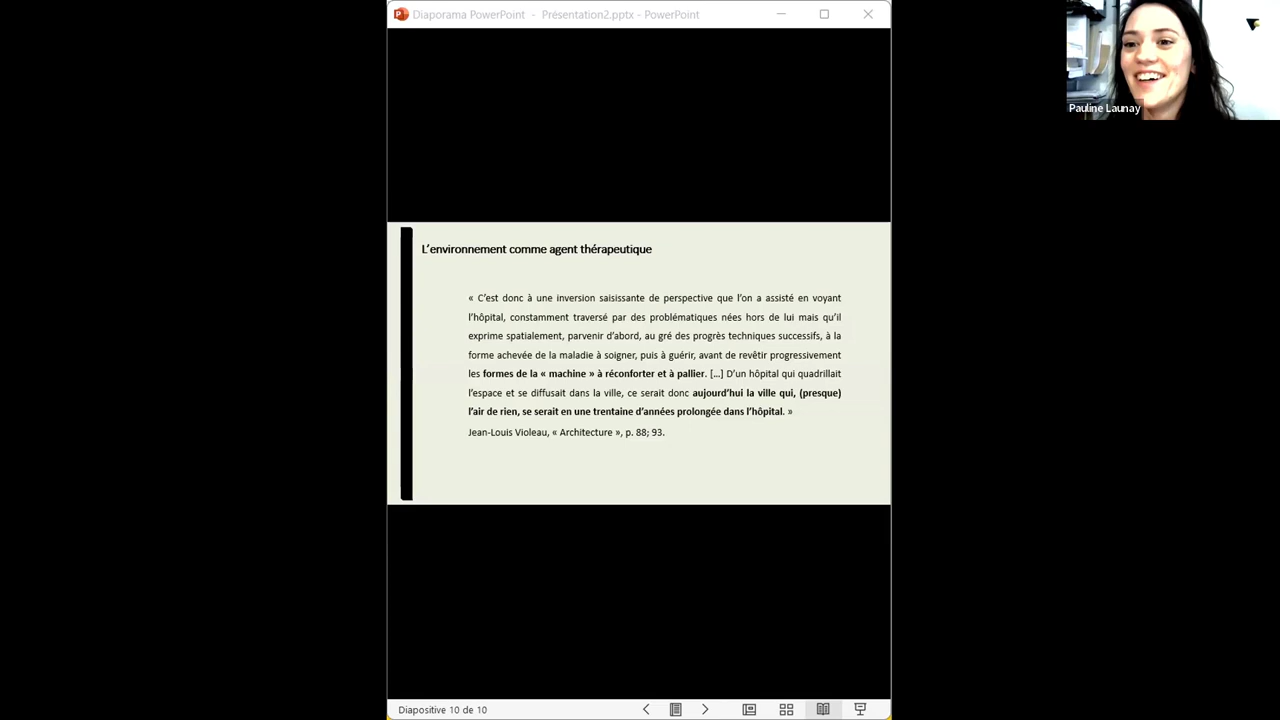 Diaporama PowerPoint - Présentation2.pptx - PowerPoint
Pauline Launay
L'environnement comme agent thérapeutique
« C'est donc à une inversion saisissante de perspective que l'on a assisté en voyant
l'hôpital, constamment traversé par des problématiques nées hors de lui mais qu'il
exprime spatialement, parvenir d'abord, au gré des progrès techniques successifs, à la
forme achevée de la maladie à soigner, puis à guérir, avant de revêtir progressivement
les formes de la « machine » à réconforter et à pallier. [...] D'un hôpital qui quadrillait
l'espace et se diffusait dans la ville, ce serait donc aujourd'hui la ville qui, (presque)
l'air de rien, se serait en une trentaine d'années prolongée dans l'hôpital. »
Jean-Louis Violeau, « Architecture », p. 88; 93.
Diapositive 10 de 10